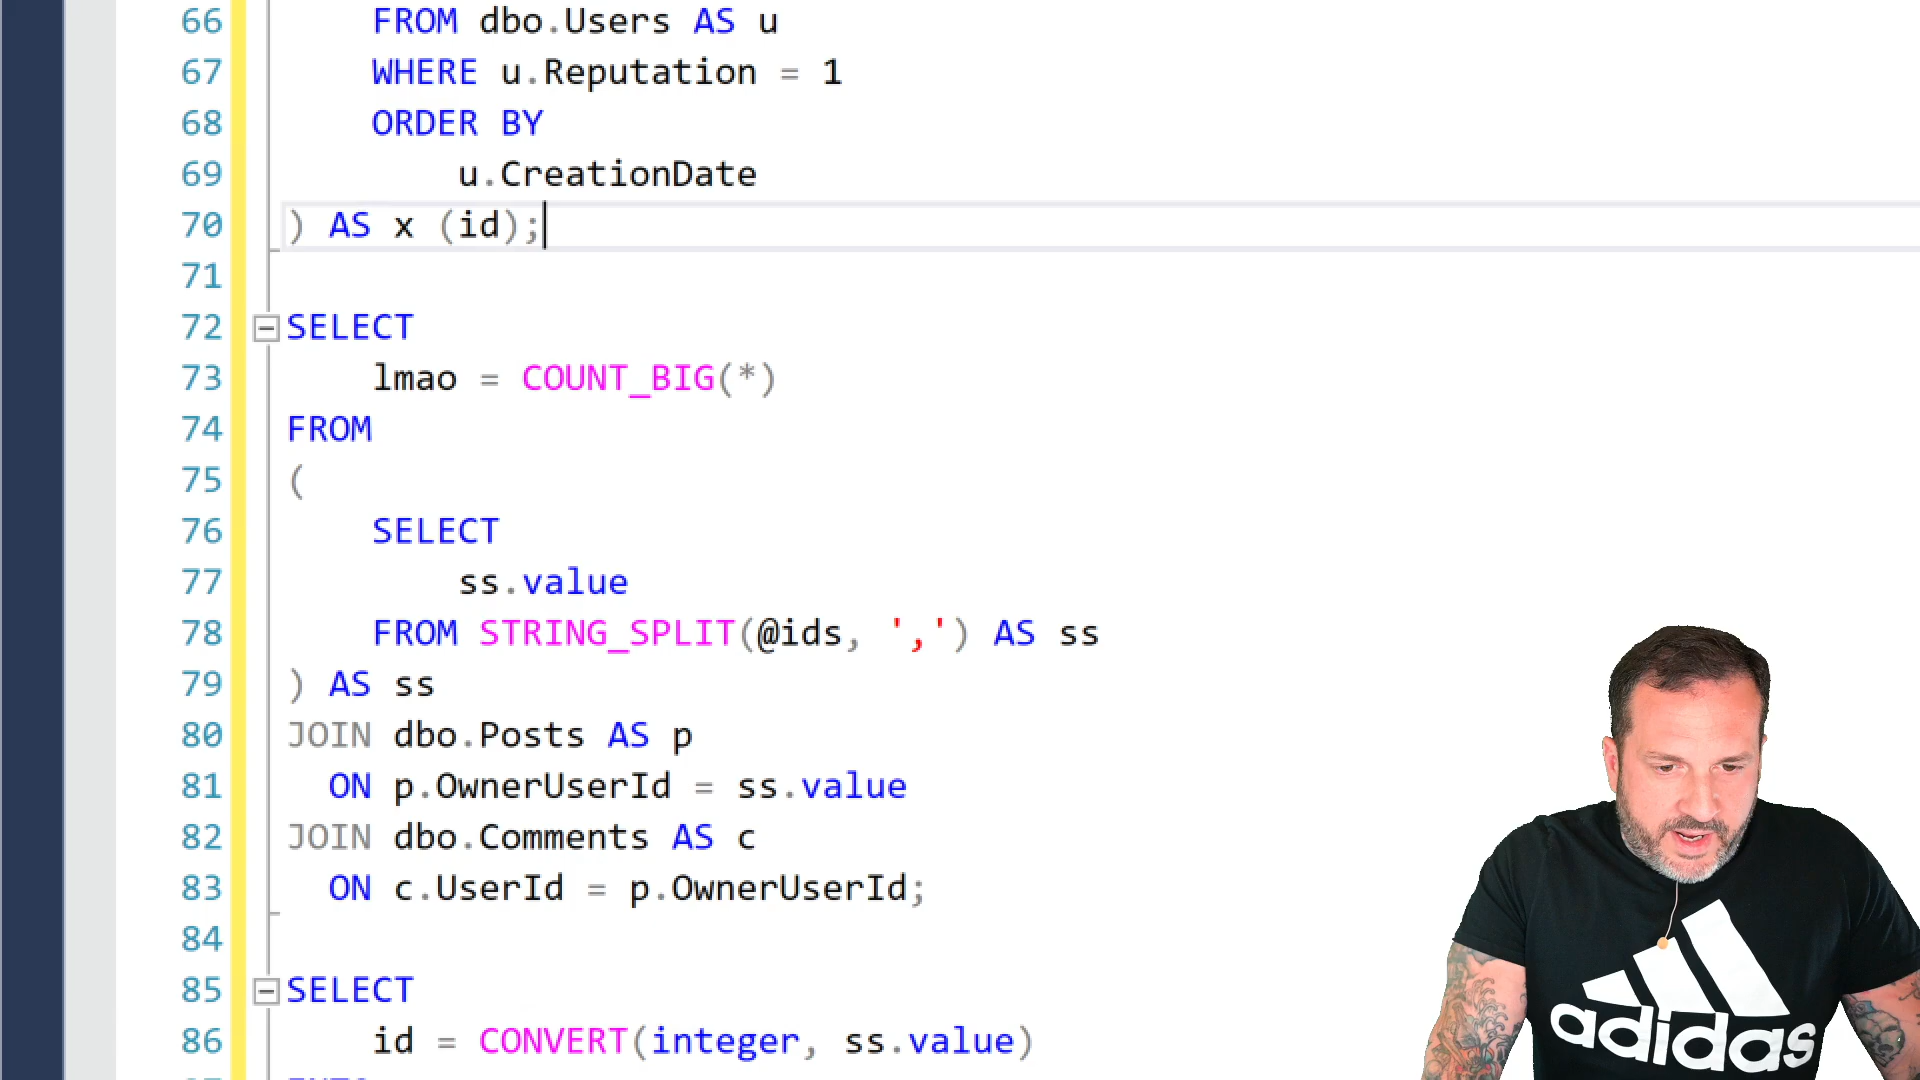 66 FROM dbo.Users AS u
67 WHERE u.Reputation = 1
68 ORDER BY
69 u.CreationDate
70 ) AS x (id);
71
72 SELECT
73 lmao = COUNT_BIG(*)
74 FROM
75 (
76 SELECT
77 ss.value
78 FROM STRING_SPLIT(@ids, ',') AS ss
79 ) AS ss
80 JOIN dbo.Posts AS p
81 ON p.OwnerUserId = ss.value
82 JOIN dbo.Comments AS c
83 ON c.UserId = p.OwnerUserId;
84
85 SELECT
86 id = CONVERT(integer, ss.value)
adidas